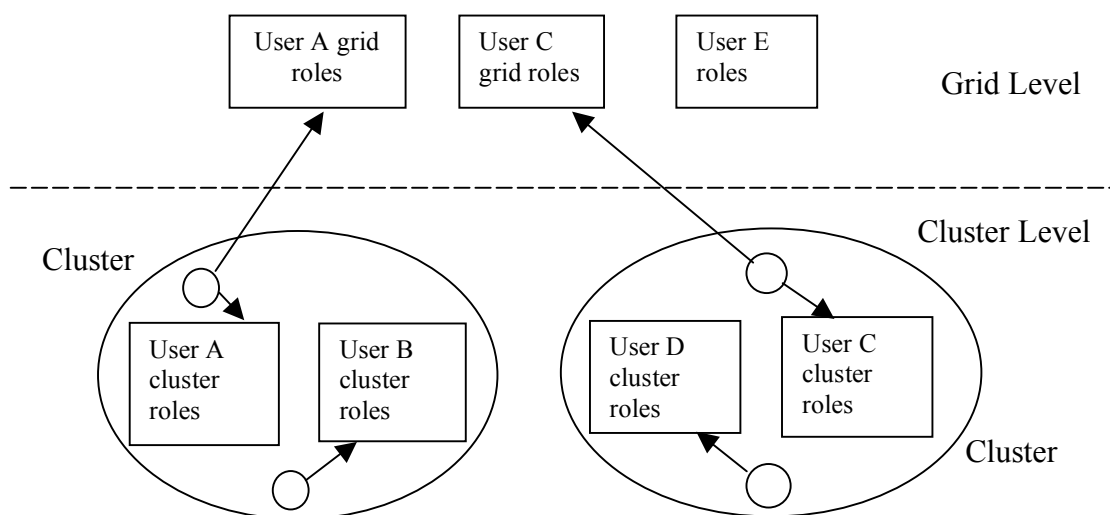 User A grid
roles
User C
grid roles
User E
roles
Grid Level
Cluster Level
Cluster
User A
cluster
roles
User B
cluster
roles
User D
cluster
roles
User C
cluster
roles
Cluster